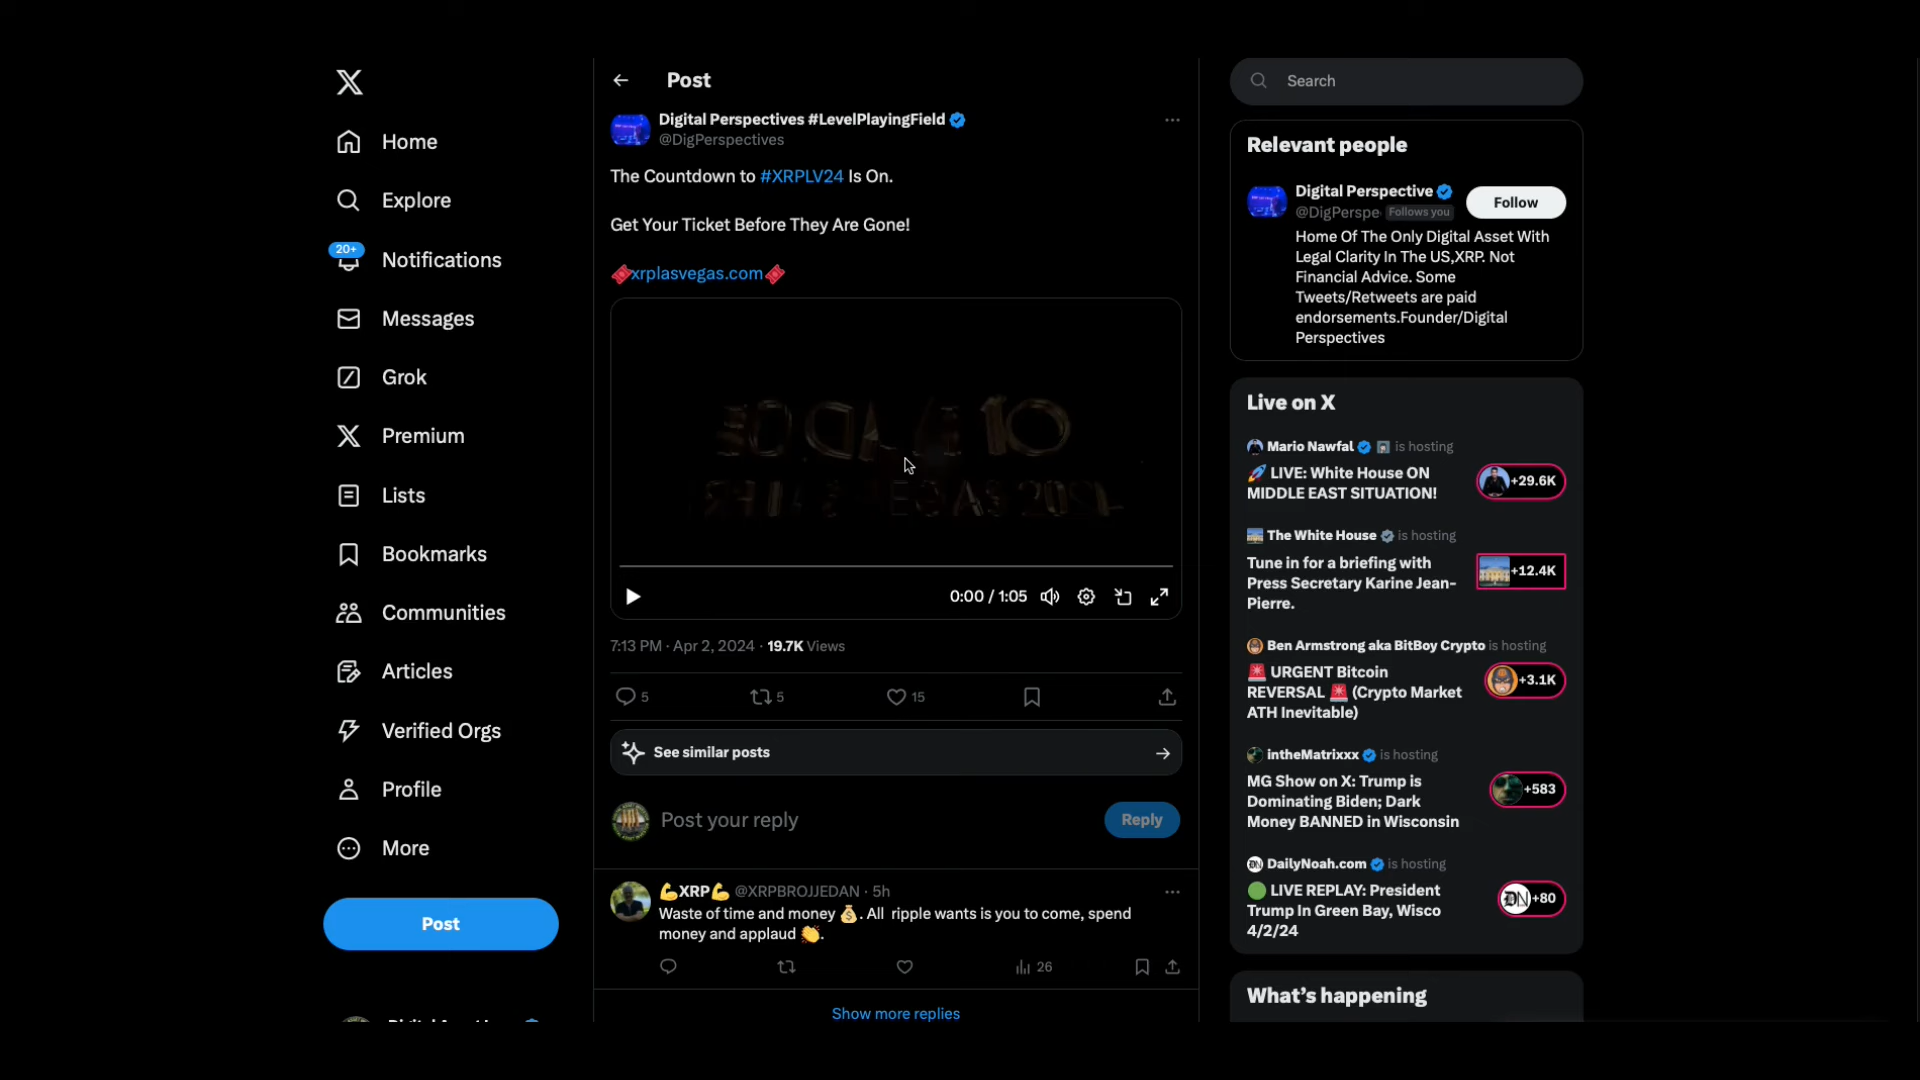 Home
Explore
20+
Notifications
Messages
Grok
Premium
Lists
Bookmarks
Communities
Articles
Verified Orgs
Profile
More
Post
Post
Digital Perspectives #LevelPlayingField
@DigPerspectives
The Countdown to #XRPLV24 Is On.
Get Your Ticket Before They Are Gone!
xrplasvegas.com
0:00 / 1:05
7:13 PM · Apr 2, 2024 · 19.7K Views
5
5
15
See similar posts
Post your reply
Reply
💪XRP💪 @XRPBROJJEDAN · 5h
Waste of time and money 💰. All ripple wants is you to come, spend
money and applaud 👏.
26
Show more replies
Search
Relevant people
Digital Perspective
@DigPerspe Follows you
Follow
Home Of The Only Digital Asset With
Legal Clarity In The US,XRP. Not
Financial Advice. Some
Tweets/Retweets are paid
endorsements.Founder/Digital
Perspectives
Live on X
Mario Nawfal is hosting
🚀 LIVE: White House ON
MIDDLE EAST SITUATION!
+29.6K
The White House is hosting
Tune in for a briefing with
Press Secretary Karine Jean-
Pierre.
+12.4K
Ben Armstrong aka BitBoy Crypto is hosting
🚨 URGENT Bitcoin
REVERSAL 🚨 (Crypto Market
ATH Inevitable)
+3.1K
intheMatrixxx is hosting
MG Show on X: Trump is
Dominating Biden; Dark
Money BANNED in Wisconsin
+583
DailyNoah.com is hosting
🟢 LIVE REPLAY: President
Trump In Green Bay, Wisco
4/2/24
+80
What's happening